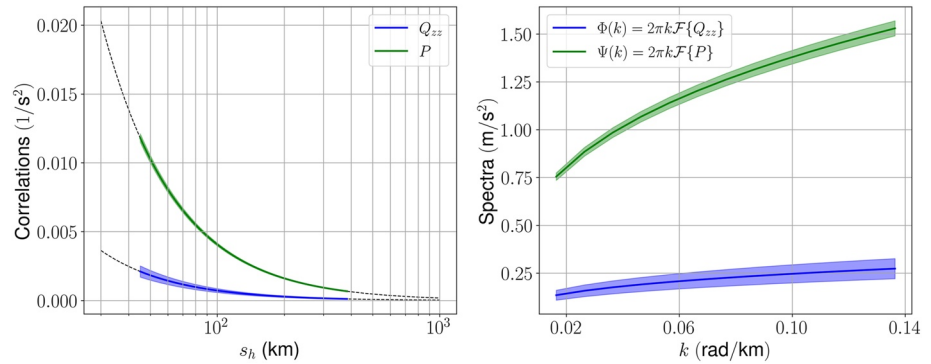 0.020
0.015
0.010
0.005
0.000
Correlations (1/s²)
10²
10³
s_h (km)
Q_zz
P
1.50
1.25
1.00
0.75
0.50
0.25
Spectra (m/s²)
0.02
0.06
0.10
0.14
k (rad/km)
Φ(k) = 2πkℱ{Q_zz}
Ψ(k) = 2πkℱ{P}